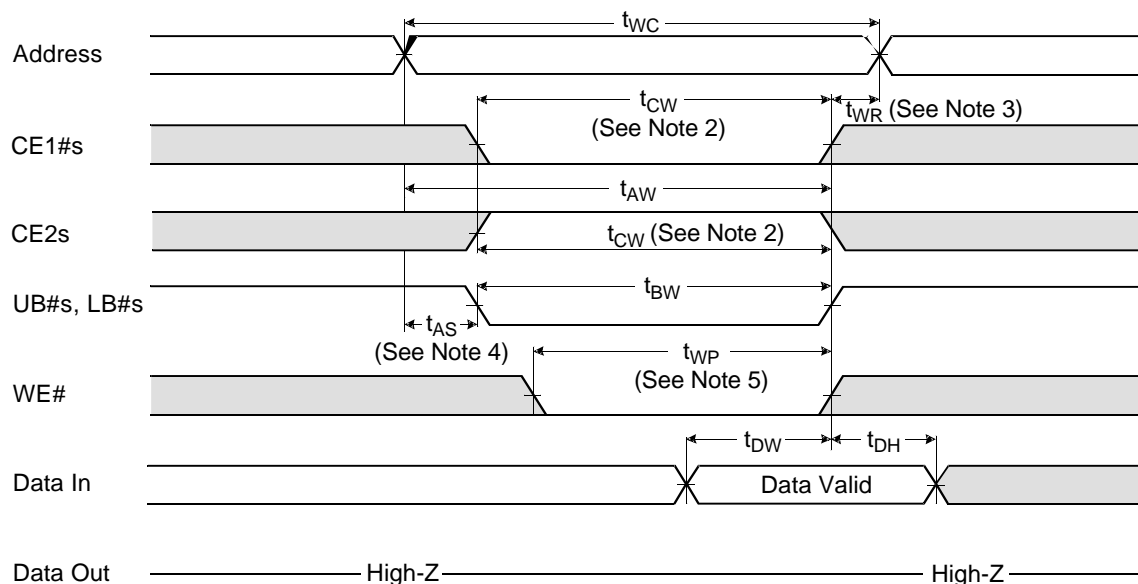 tWC
Address
tCW
(See Note 2)
tWR (See Note 3)
CE1#s
tAW
CE2s
tCW (See Note 2)
tBW
UB#s, LB#s
tAS
(See Note 4)
tWP
(See Note 5)
WE#
tDW
tDH
Data In
Data Valid
Data Out
High-Z
High-Z